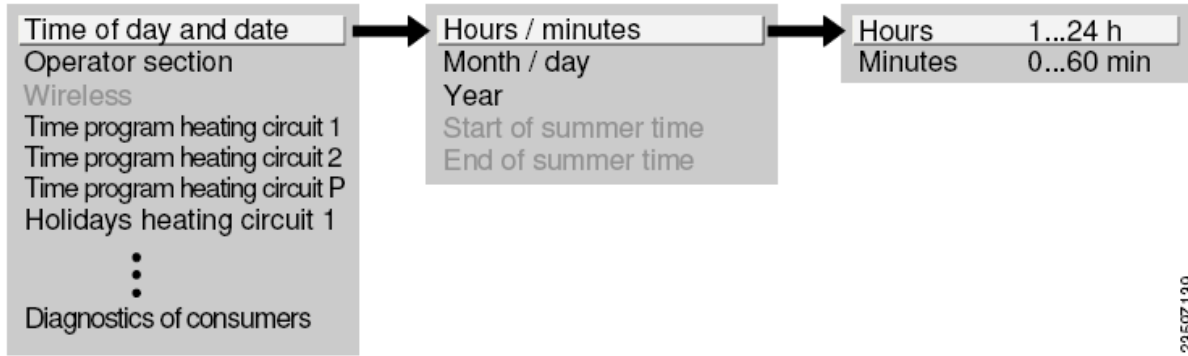 Time of day and date
Operator section
Wireless
Time program heating circuit 1
Time program heating circuit 2
Time program heating circuit P
Holidays heating circuit 1
Diagnostics of consumers
Hours / minutes
Month / day
Year
Start of summer time
End of summer time
Hours 1...24 h
Minutes 0...60 min